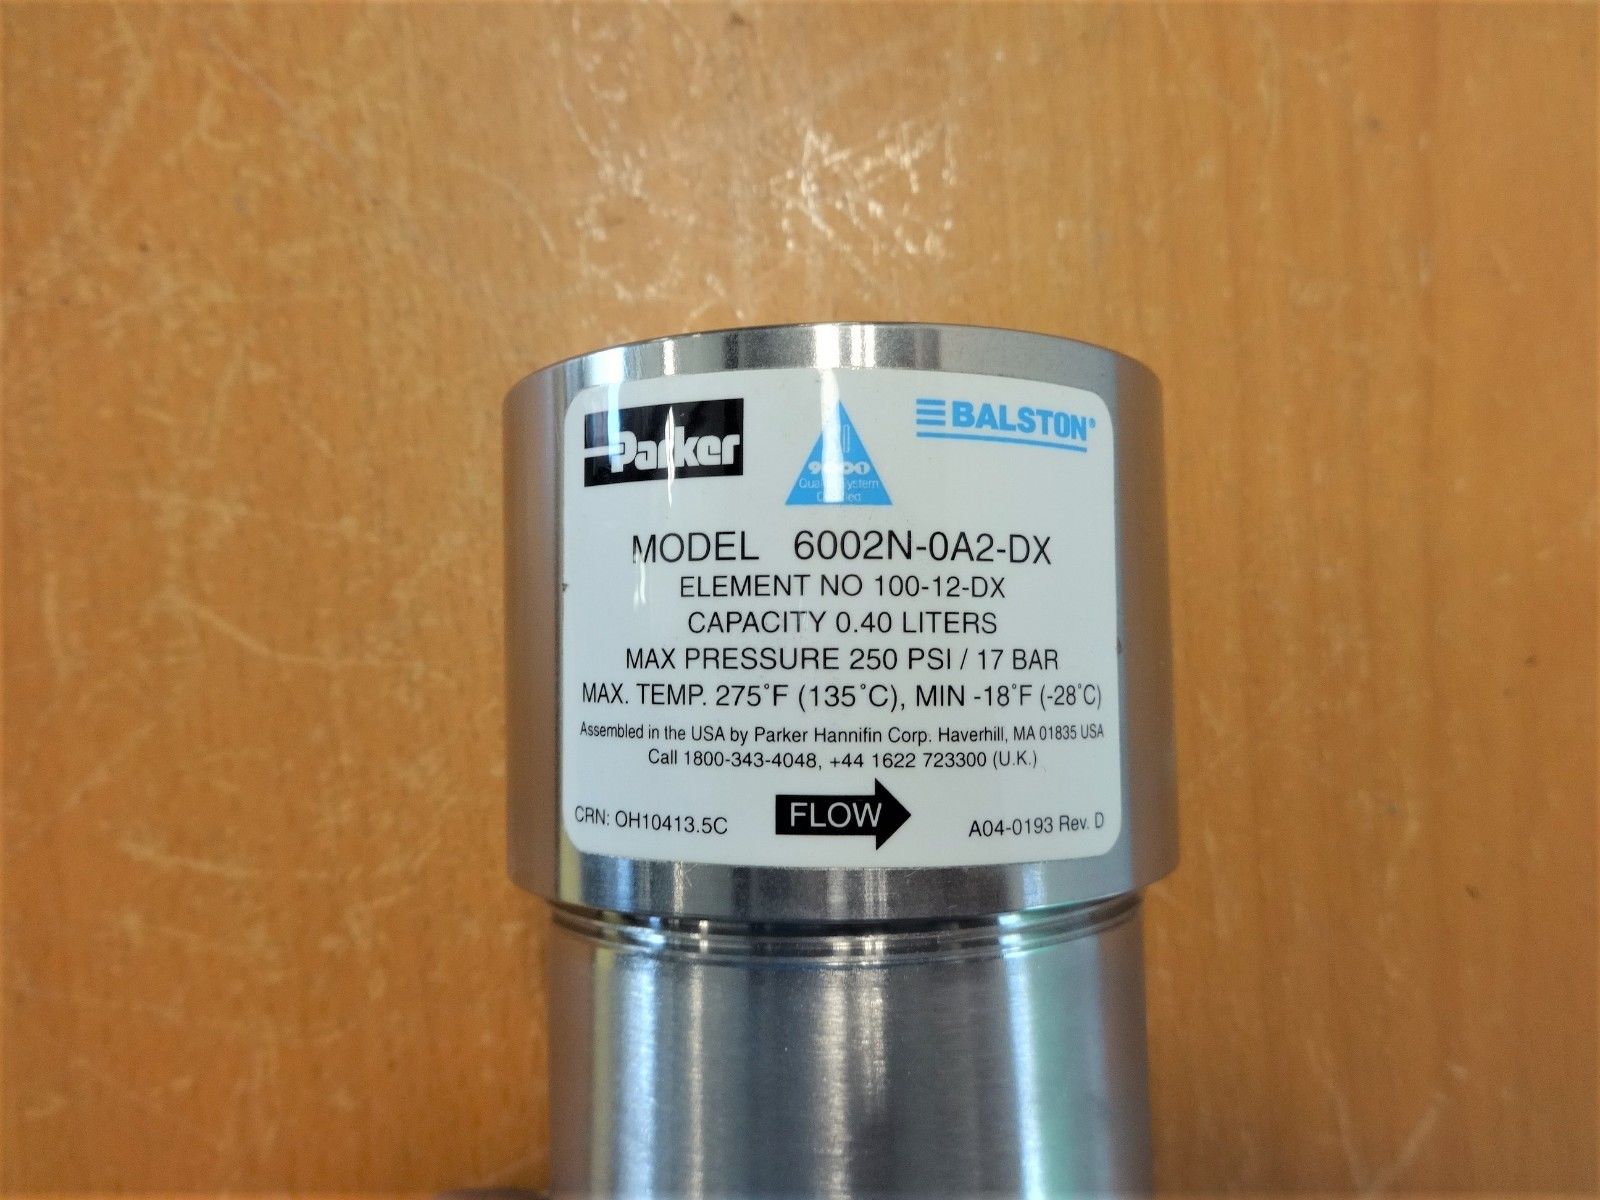 Parker
BALSTON®
9000
Quality System
Certified
MODEL 6002N-0A2-DX
ELEMENT NO 100-12-DX
CAPACITY 0.40 LITERS
MAX PRESSURE 250 PSI / 17 BAR
MAX. TEMP. 275°F (135°C), MIN -18°F (-28°C)
Assembled in the USA by Parker Hannifin Corp. Haverhill, MA 01835 USA
Call 1800-343-4048, +44 1622 723300 (U.K.)
FLOW
CRN: OH10413.5C
A04-0193 Rev. D